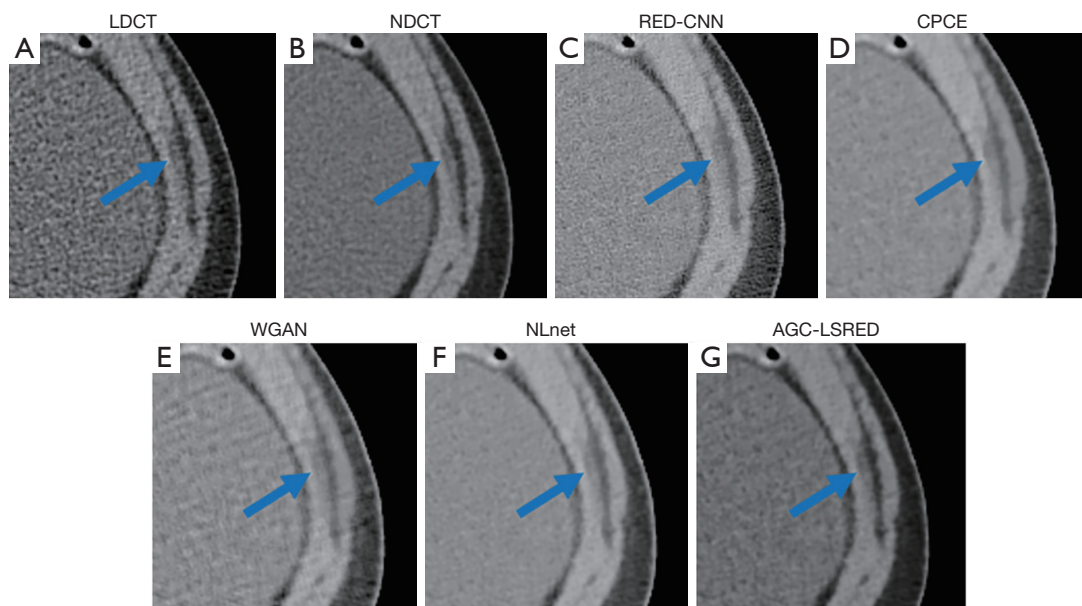 LDCT NDCT RED-CNN CPCE
A B C D
WGAN NLnet AGC-LSRED
E F G